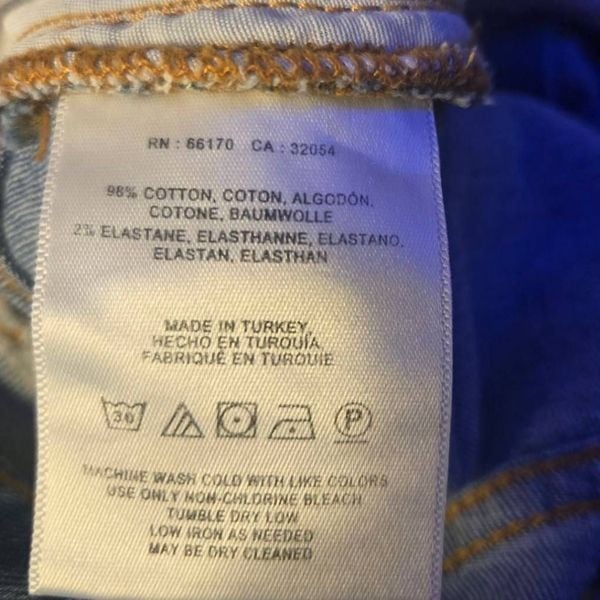 RN : 66170 CA : 32054
98% COTTON, COTON, ALGODÓN,
COTONE, BAUMWOLLE
2% ELASTANE, ELASTHANNE, ELASTANO,
ELASTAN, ELASTHAN
MADE IN TURKEY,
HECHO EN TURQUÍA,
FABRIQUÉ EN TURQUIE
30 P
MACHINE WASH COLD WITH LIKE COLORS
USE ONLY NON-CHLORINE BLEACH
TUMBLE DRY LOW
LOW IRON AS NEEDED
MAY BE DRY CLEANED